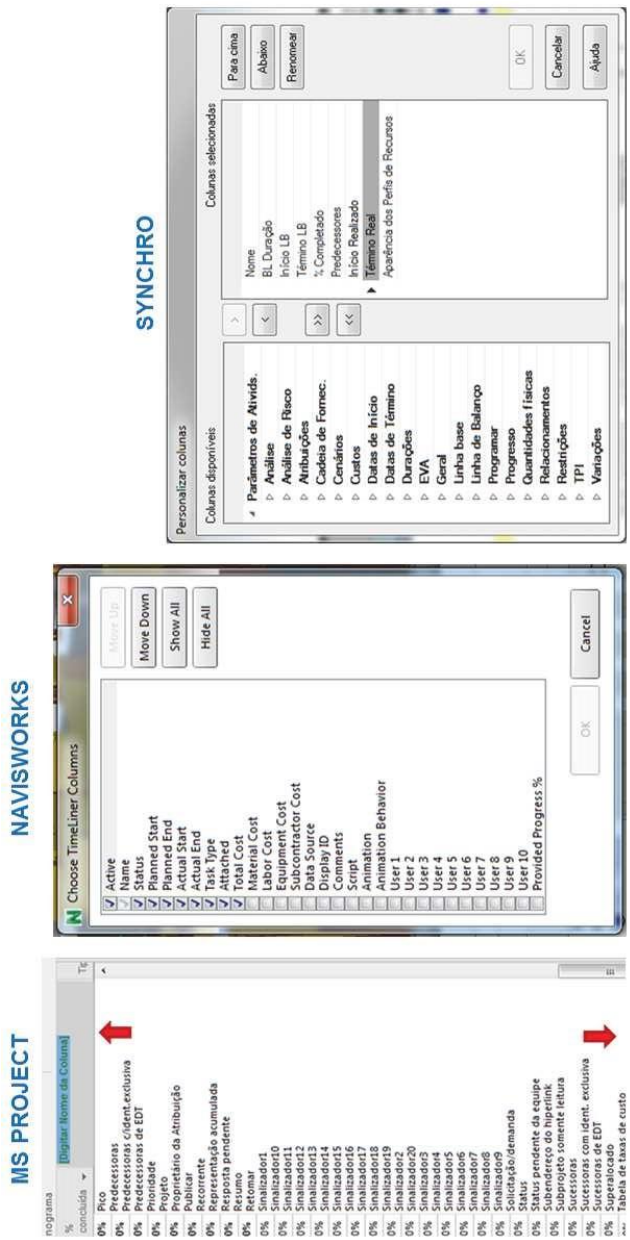 MS PROJECT
nograma
%
concluída
[Digitar Nome da Coluna]
Tip
0% Pico
0% Predecessoras
0% Predecessoras c/ident.exclusiva
0% Predecessoras de EDT
0% Prioridade
0% Projeto
0% Proprietário da Atribuição
0% Publicar
0% Recorrente
0% Representação acumulada
0% Resposta pendente
0% Resumo
0% Retomar
0% Sinalizador1
0% Sinalizador10
0% Sinalizador11
0% Sinalizador12
0% Sinalizador13
0% Sinalizador14
0% Sinalizador15
0% Sinalizador16
0% Sinalizador17
0% Sinalizador18
0% Sinalizador19
0% Sinalizador2
0% Sinalizador20
0% Sinalizador3
0% Sinalizador4
0% Sinalizador5
0% Sinalizador6
0% Sinalizador7
0% Sinalizador8
0% Sinalizador9
0% Solicitação/demanda
0% Status
0% Status pendente da equipe
0% Subendereço do hiperlink
0% Subprojeto somente leitura
0% Sucessoras
0% Sucessoras com ident. exclusiva
0% Sucessoras de EDT
0% Superalocado
Tabela de taxas de custo
NAVISWORKS
Choose TimeLiner Columns
Active
Name
Status
Planned Start
Planned End
Actual Start
Actual End
Task Type
Attached
Total Cost
Material Cost
Labor Cost
Equipment Cost
Subcontractor Cost
Data Source
Display ID
Comments
Script
Animation
Animation Behavior
User 1
User 2
User 3
User 4
User 5
User 6
User 7
User 8
User 9
User 10
Provided Progress %
Move Up
Move Down
Show All
Hide All
OK
Cancel
SYNCHRO
Personalizar colunas
Colunas disponíveis
Parâmetros de Ativids.
Análise
Análise de Risco
Atribuições
Cadeia de Fornec.
Cenários
Custos
Datas de Início
Datas de Término
Durações
EVA
Geral
Linha base
Linha de Balanço
Programar
Progresso
Quantidades físicas
Relacionamentos
Restrições
TPI
Variações
>
<
>>
<<
Colunas selecionadas
Nome
BL Duração
Início LB
Término LB
% Completado
Predecessores
Início Realizado
Término Real
Aparência dos Perfis de Recursos
Para cima
Abaixo
Renomear
OK
Cancelar
Ajuda